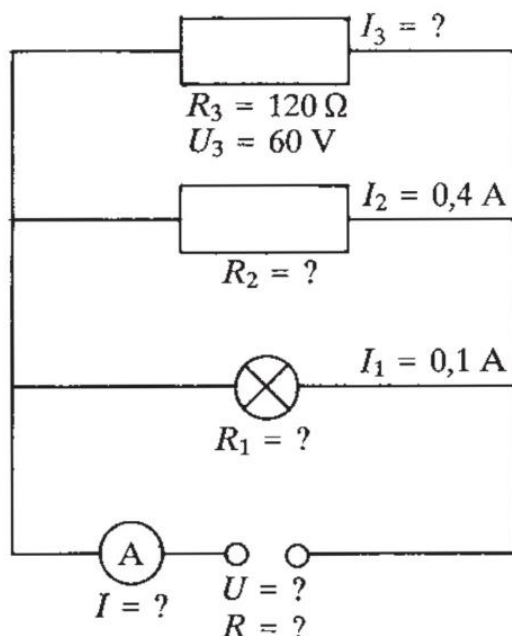 I₃ = ?
R₃ = 120 Ω
U₃ = 60 V
I₂ = 0,4 A
R₂ = ?
I₁ = 0,1 A
R₁ = ?
A
I = ?
U = ?
R = ?